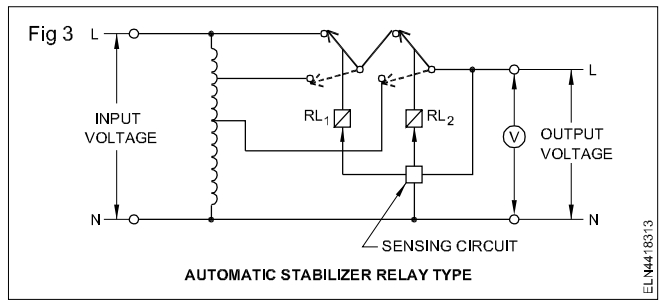 Fig 3
L
INPUT
VOLTAGE
N
RL1
RL2
L
V
OUTPUT
VOLTAGE
N
SENSING CIRCUIT
AUTOMATIC STABILIZER RELAY TYPE
ELN4418313